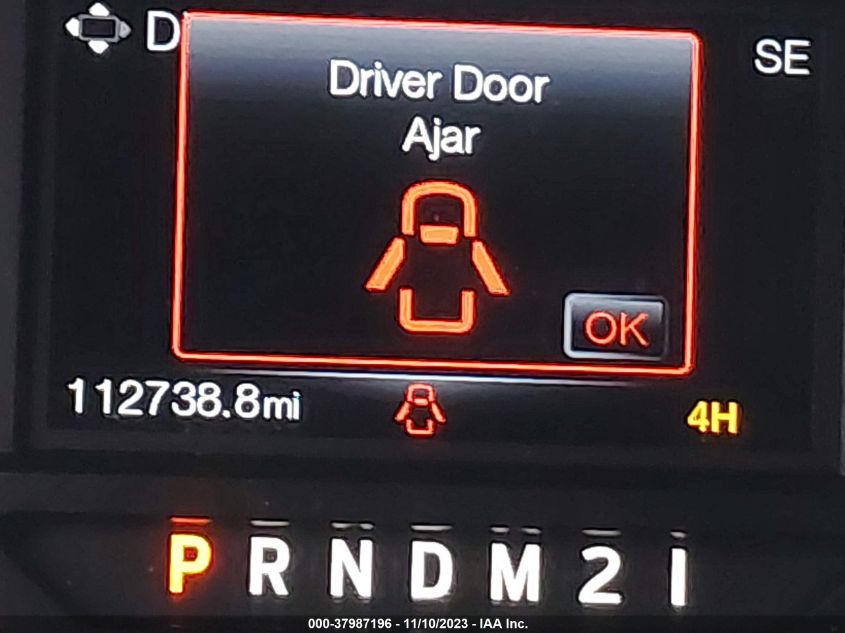 D
SE
Driver Door
Ajar
OK
112738.8mi
4H
P R N D M 2 1
000-37987196 - 11/10/2023 - IAA Inc.